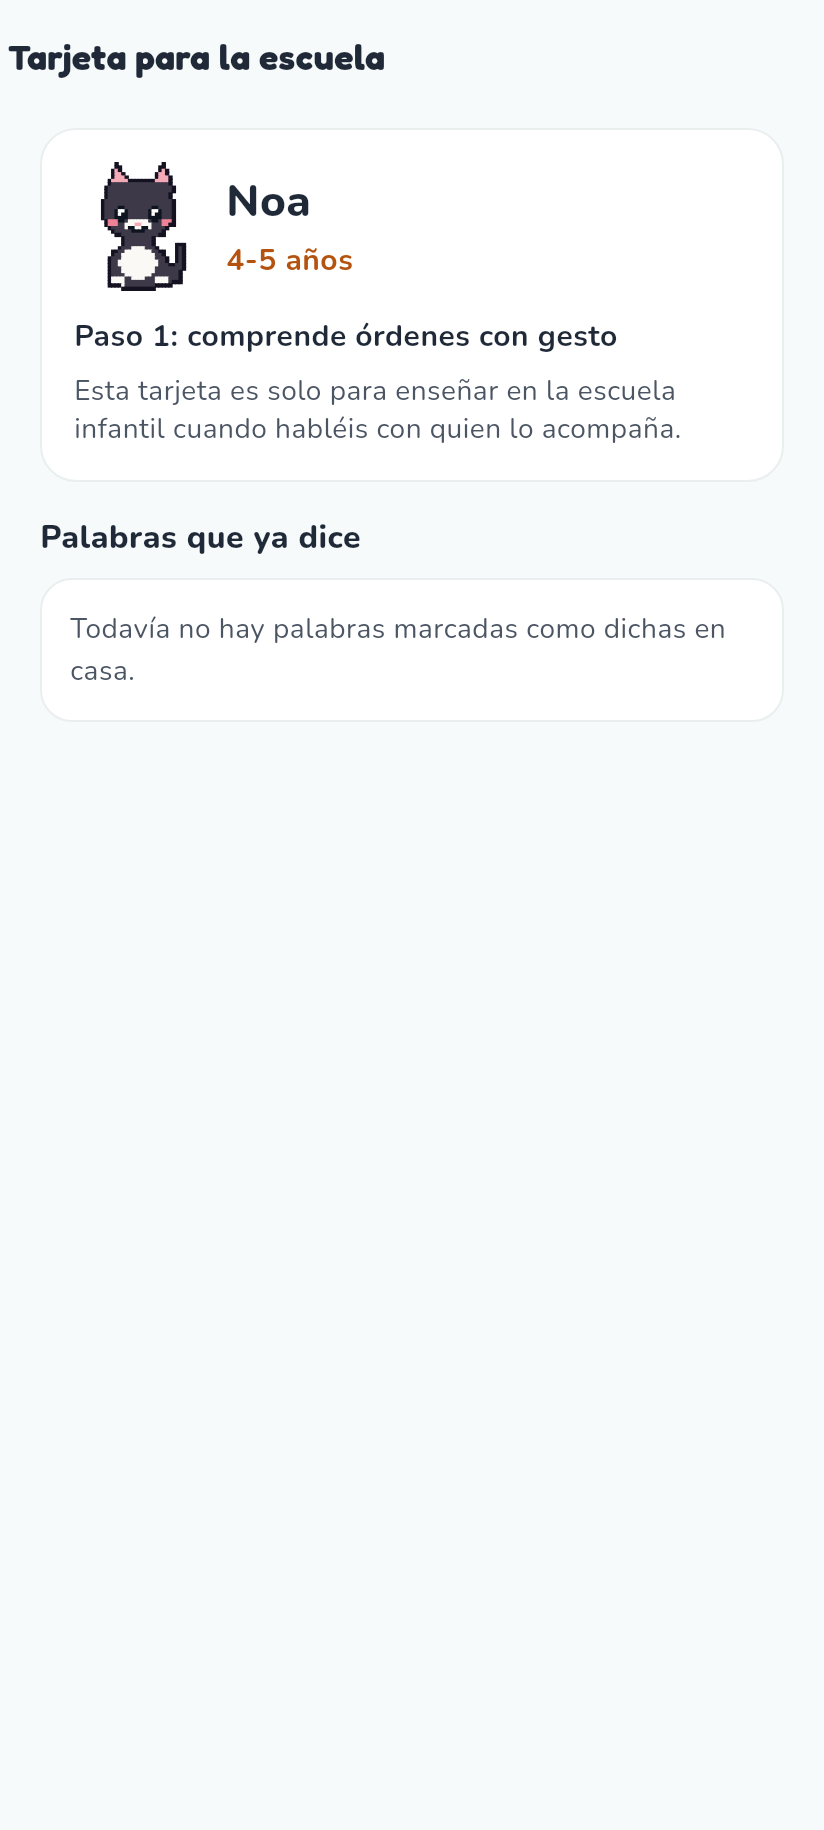 Tarjeta para la escuela
Noa
4-5 años
Paso 1: comprende órdenes con gesto
Esta tarjeta es solo para enseñar en la escuela
infantil cuando habléis con quien lo acompaña.
Palabras que ya dice
Todavía no hay palabras marcadas como dichas en
casa.